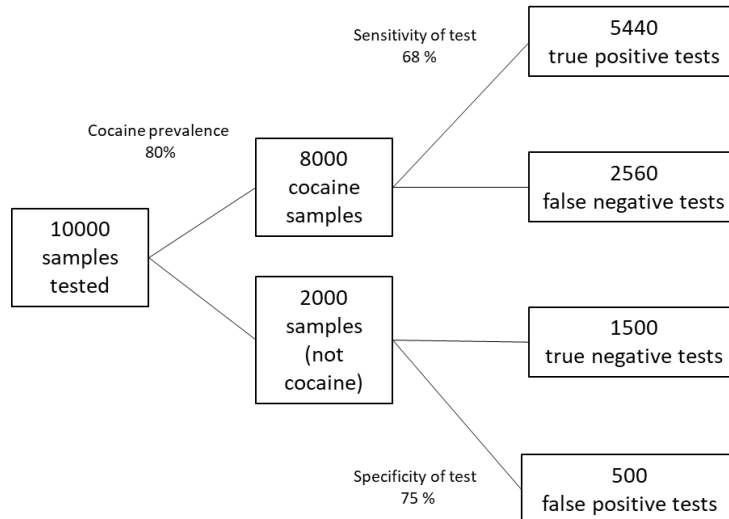 Sensitivity of test
68 %
5440
true positive tests
Cocaine prevalence
80%
8000
cocaine
samples
2560
false negative tests
10000
samples
tested
2000
samples
(not
cocaine)
1500
true negative tests
Specificity of test
75 %
500
false positive tests